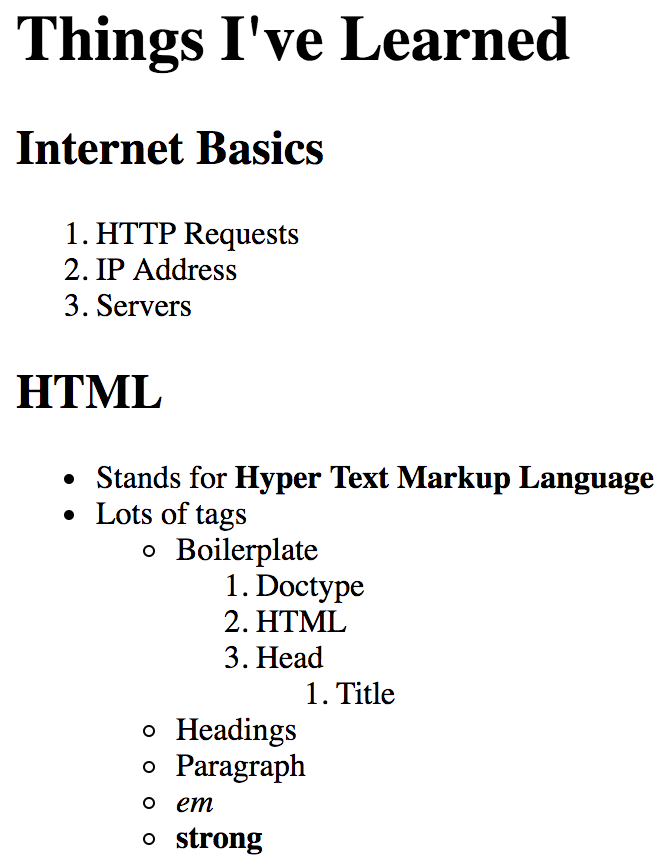 Things I've Learned
Internet Basics
1. HTTP Requests
2. IP Address
3. Servers
HTML
• Stands for Hyper Text Markup Language
• Lots of tags
◦ Boilerplate
1. Doctype
2. HTML
3. Head
1. Title
◦ Headings
◦ Paragraph
◦ em
◦ strong